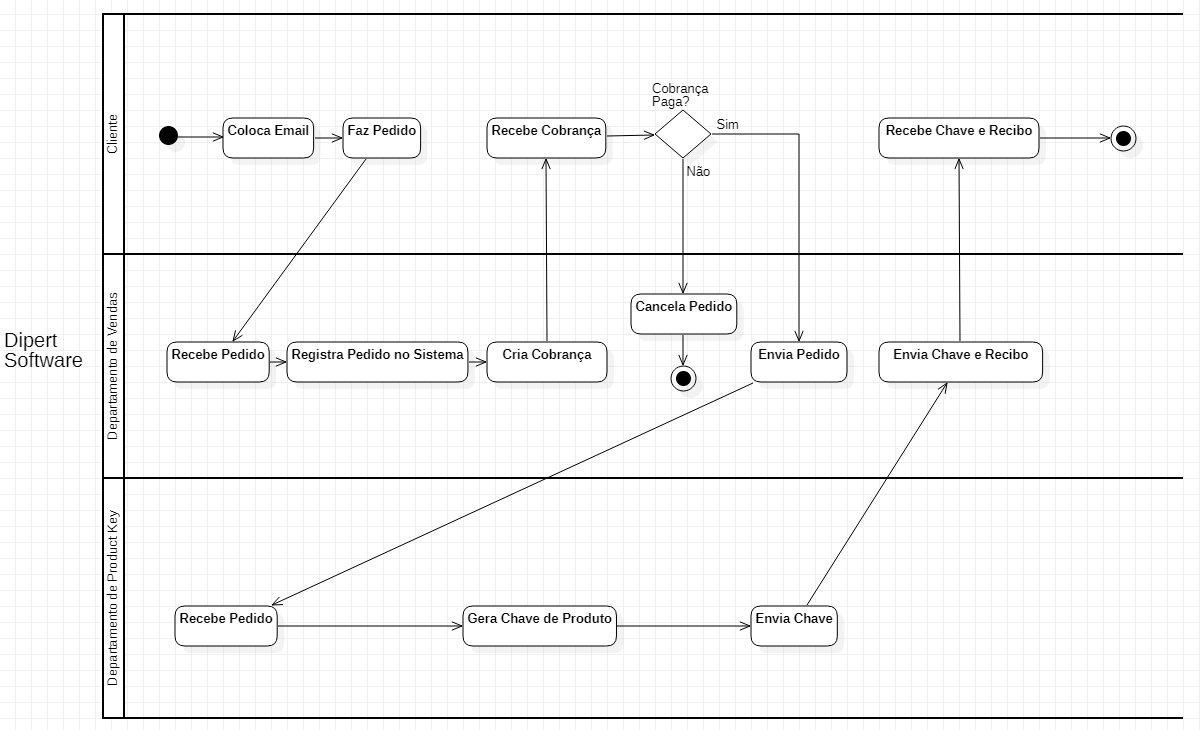 Dipert
Software
Cliente
Coloca Email
Faz Pedido
Recebe Cobrança
Cobrança
Paga?
Sim
Não
Recebe Chave e Recibo
Departamento de Vendas
Recebe Pedido
Registra Pedido no Sistema
Cria Cobrança
Cancela Pedido
Envia Pedido
Envia Chave e Recibo
Departamento de Product Key
Recebe Pedido
Gera Chave de Produto
Envia Chave